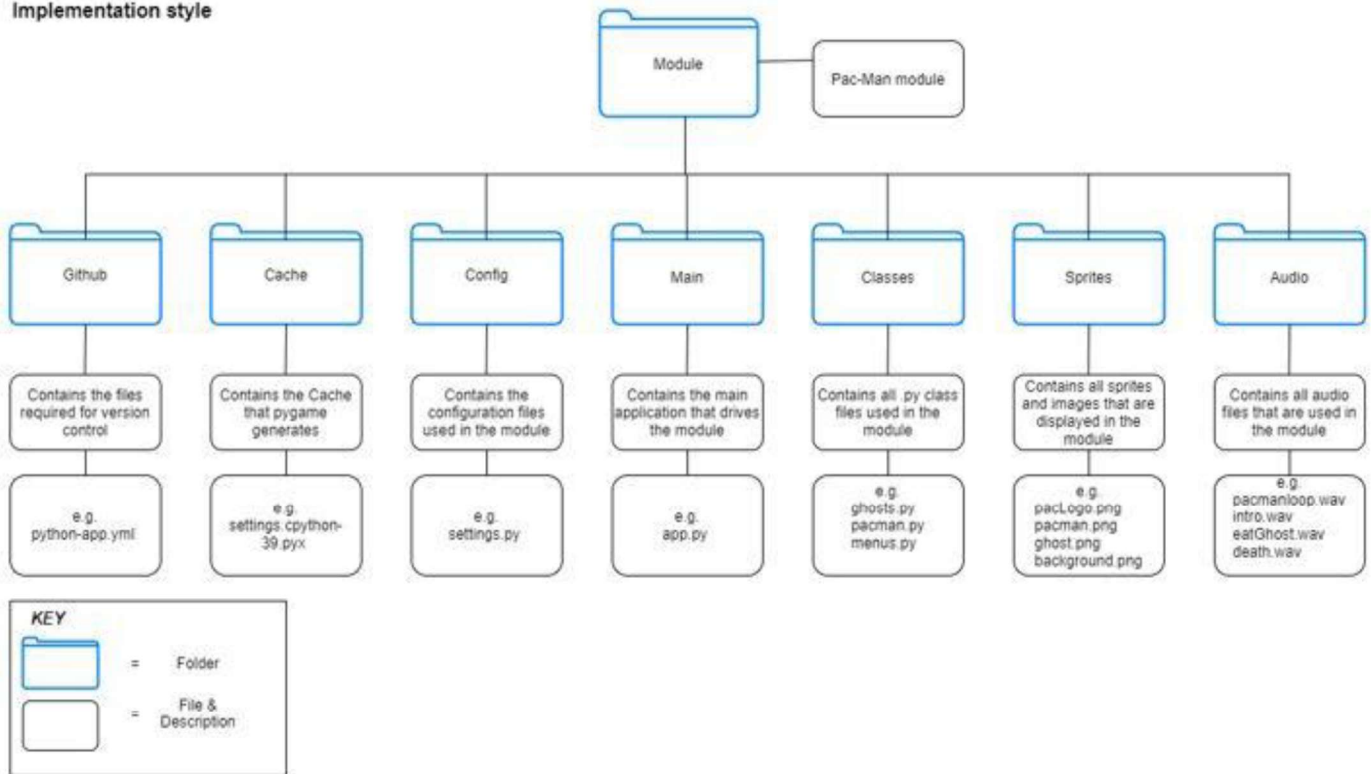 Implementation style
Module
Pac-Man module
Github
Cache
Config
Main
Classes
Sprites
Audio
Contains the files
required for version
control
Contains the Cache
that pygame
generates
Contains the
configuration files
used in the module
Contains the main
application that drives
the module
Contains all .py class
files used in the
module
Contains all sprites
and images that are
displayed in the
module
Contains all audio
files that are used in
the module
e.g.
python-app.yml
e.g.
settings.cpython-
39.pyx
e.g.
settings.py
e.g.
app.py
e.g.
ghosts.py
pacman.py
menus.py
e.g.
pacLogo.png
pacman.png
ghost.png
background.png
e.g.
pacmanloop.wav
intro.wav
eatGhost.wav
death.wav
KEY
= Folder
= File &
Description